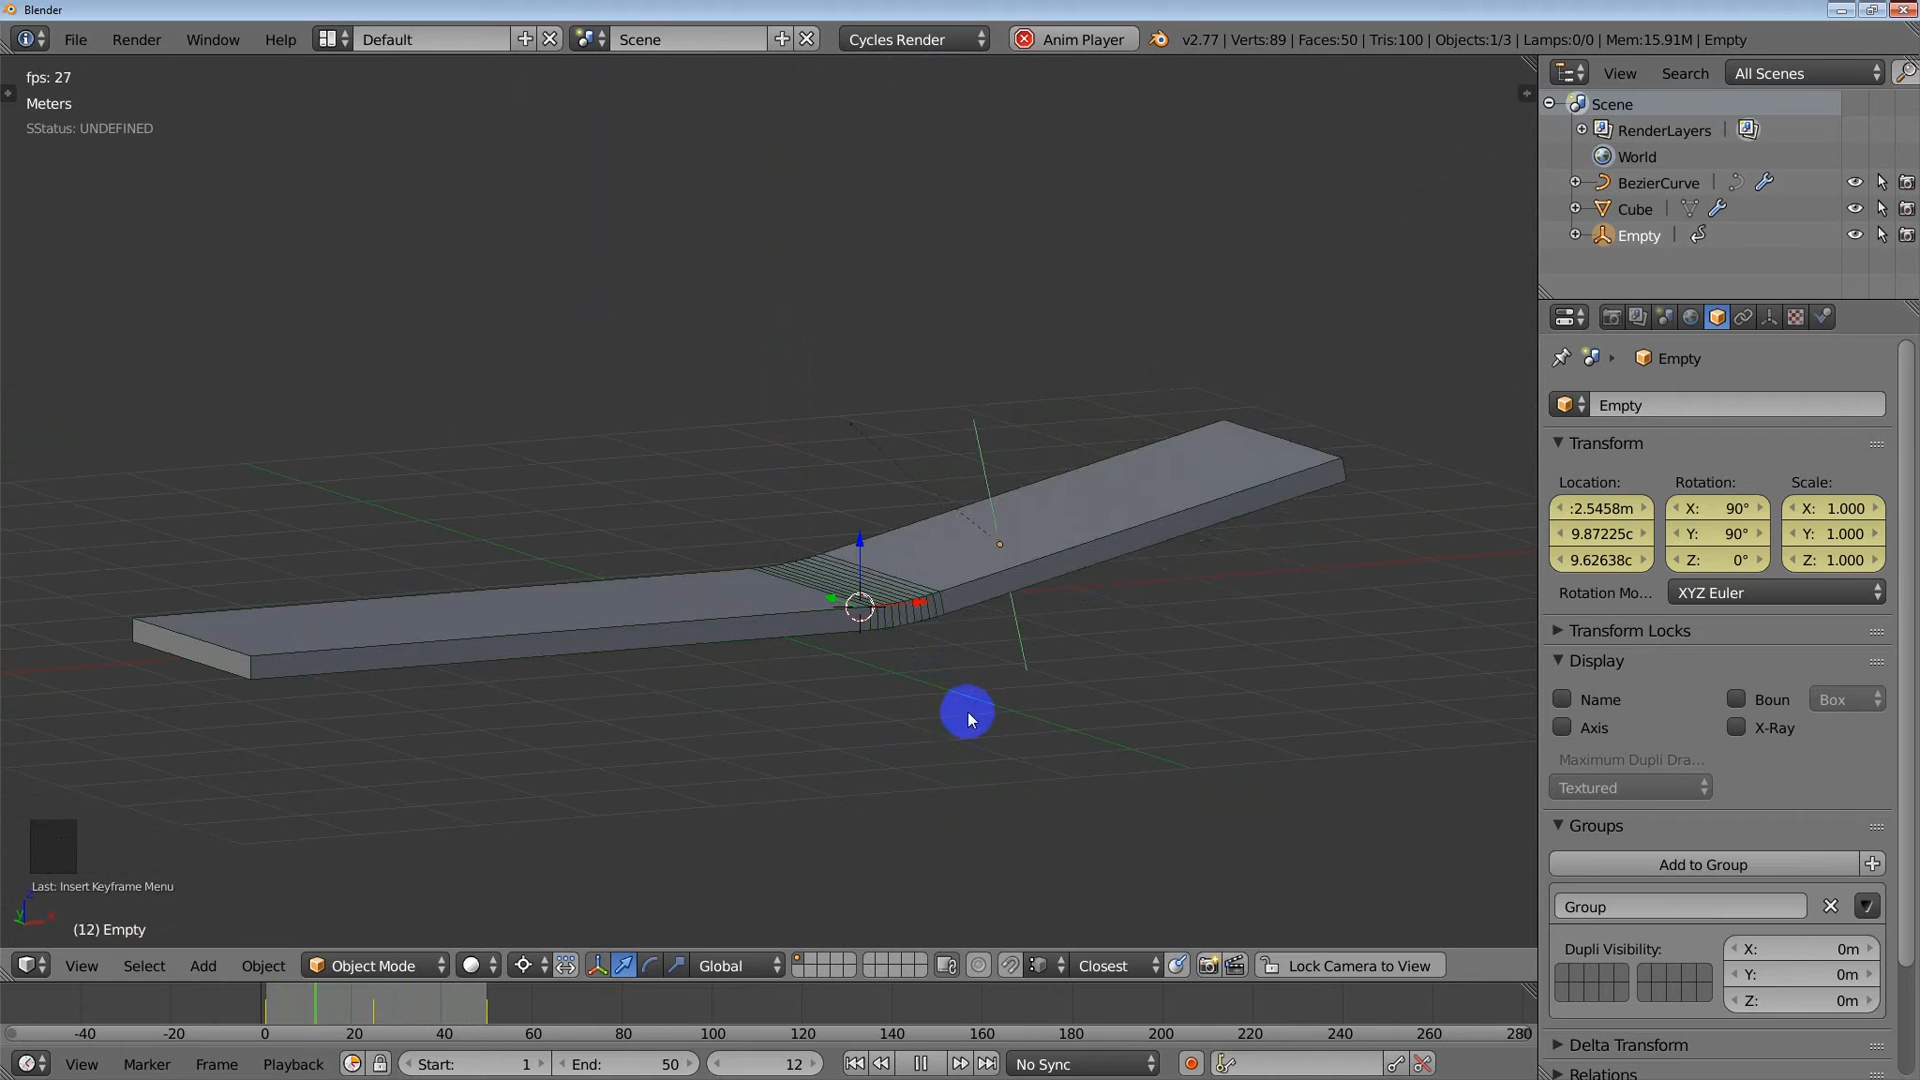 Blender
File Render Window Help Default Scene Cycles Render Anim Player v2.77 | Verts:89 | Faces:50 | Tris:100 | Objects:1/3 | Lamps:0/0 | Mem:15.91M | Empty
fps: 27
Meters
SStatus: UNDEFINED
View Search All Scenes
Scene
RenderLayers
World
BezierCurve
Cube
Empty
Empty
Empty
Transform
Location: Rotation: Scale:
:2.5458m X: 90° X: 1.000
9.87225c Y: 90° Y: 1.000
9.62638c Z: 0° Z: 1.000
Rotation Mo... XYZ Euler
Transform Locks
Display
Name Boun Box
Axis X-Ray
Maximum Dupli Dra...
Textured
Groups
Add to Group
Group
Dupli Visibility: X: 0m
Y: 0m
Z: 0m
Delta Transform
Relations
Last: Insert Keyframe Menu
z
y x
(12) Empty
View Select Add Object Object Mode Global Closest Lock Camera to View
-40 -20 0 20 40 60 80 100 120 140 160 180 200 220 240 260 280
View Marker Frame Playback Start: 1 End: 50 12 No Sync